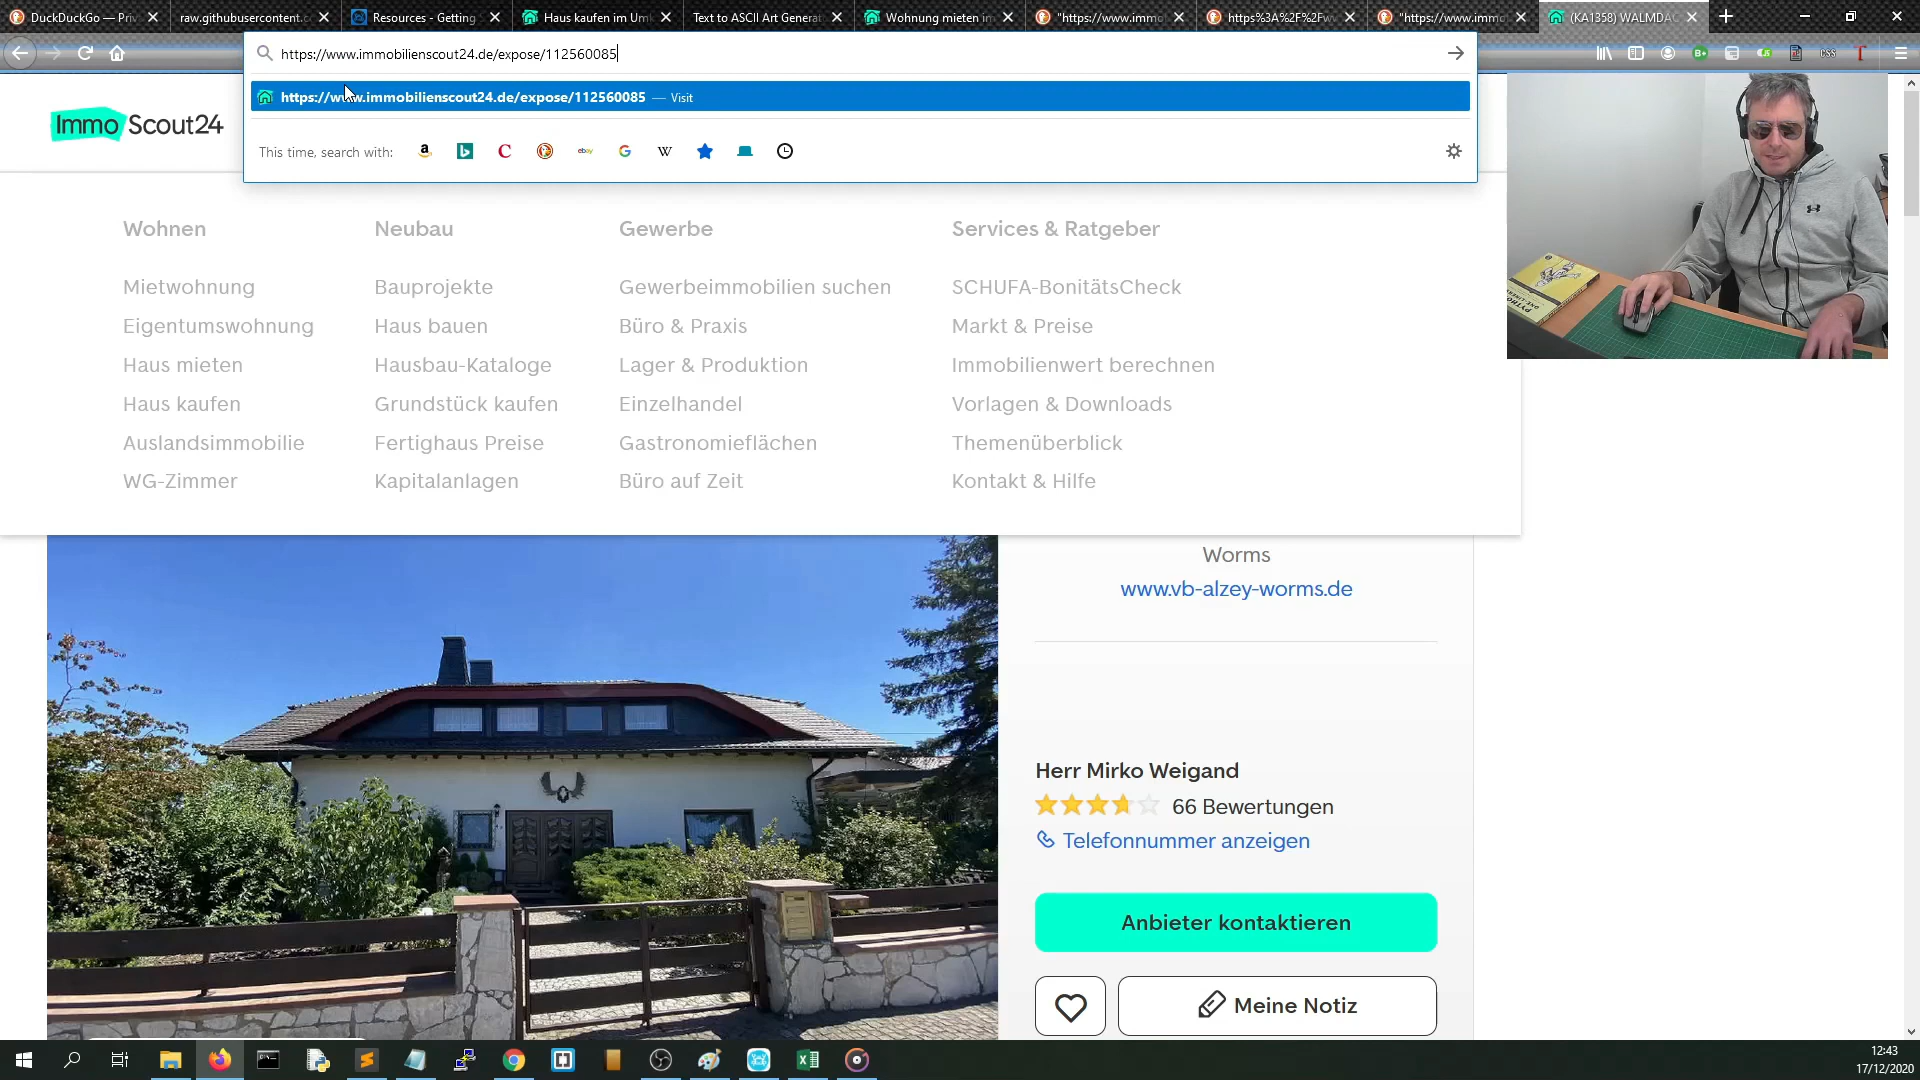 DuckDuckGo — Priv
raw.githubusercontent.c
Resources - Getting S
Haus kaufen im Umk
Text to ASCII Art Generat
Wohnung mieten im
"https://www.immo
https%3A%2F%2Fww
"https://www.immo
(KA1358) WALMDAC
https://www.immobilienscout24.de/expose/112560085
https://www.immobilienscout24.de/expose/112560085 — Visit
This time, search with:
ImmoScout24
Wohnen
Mietwohnung
Eigentumswohnung
Haus mieten
Haus kaufen
Auslandsimmobilie
WG-Zimmer
Neubau
Bauprojekte
Haus bauen
Hausbau-Kataloge
Grundstück kaufen
Fertighaus Preise
Kapitalanlagen
Gewerbe
Gewerbeimmobilien suchen
Büro & Praxis
Lager & Produktion
Einzelhandel
Gastronomieflächen
Büro auf Zeit
Services & Ratgeber
SCHUFA-BonitätsCheck
Markt & Preise
Immobilienwert berechnen
Vorlagen & Downloads
Themenüberblick
Kontakt & Hilfe
Worms
www.vb-alzey-worms.de
Herr Mirko Weigand
66 Bewertungen
Telefonnummer anzeigen
Anbieter kontaktieren
Meine Notiz
12:43
17/12/2020